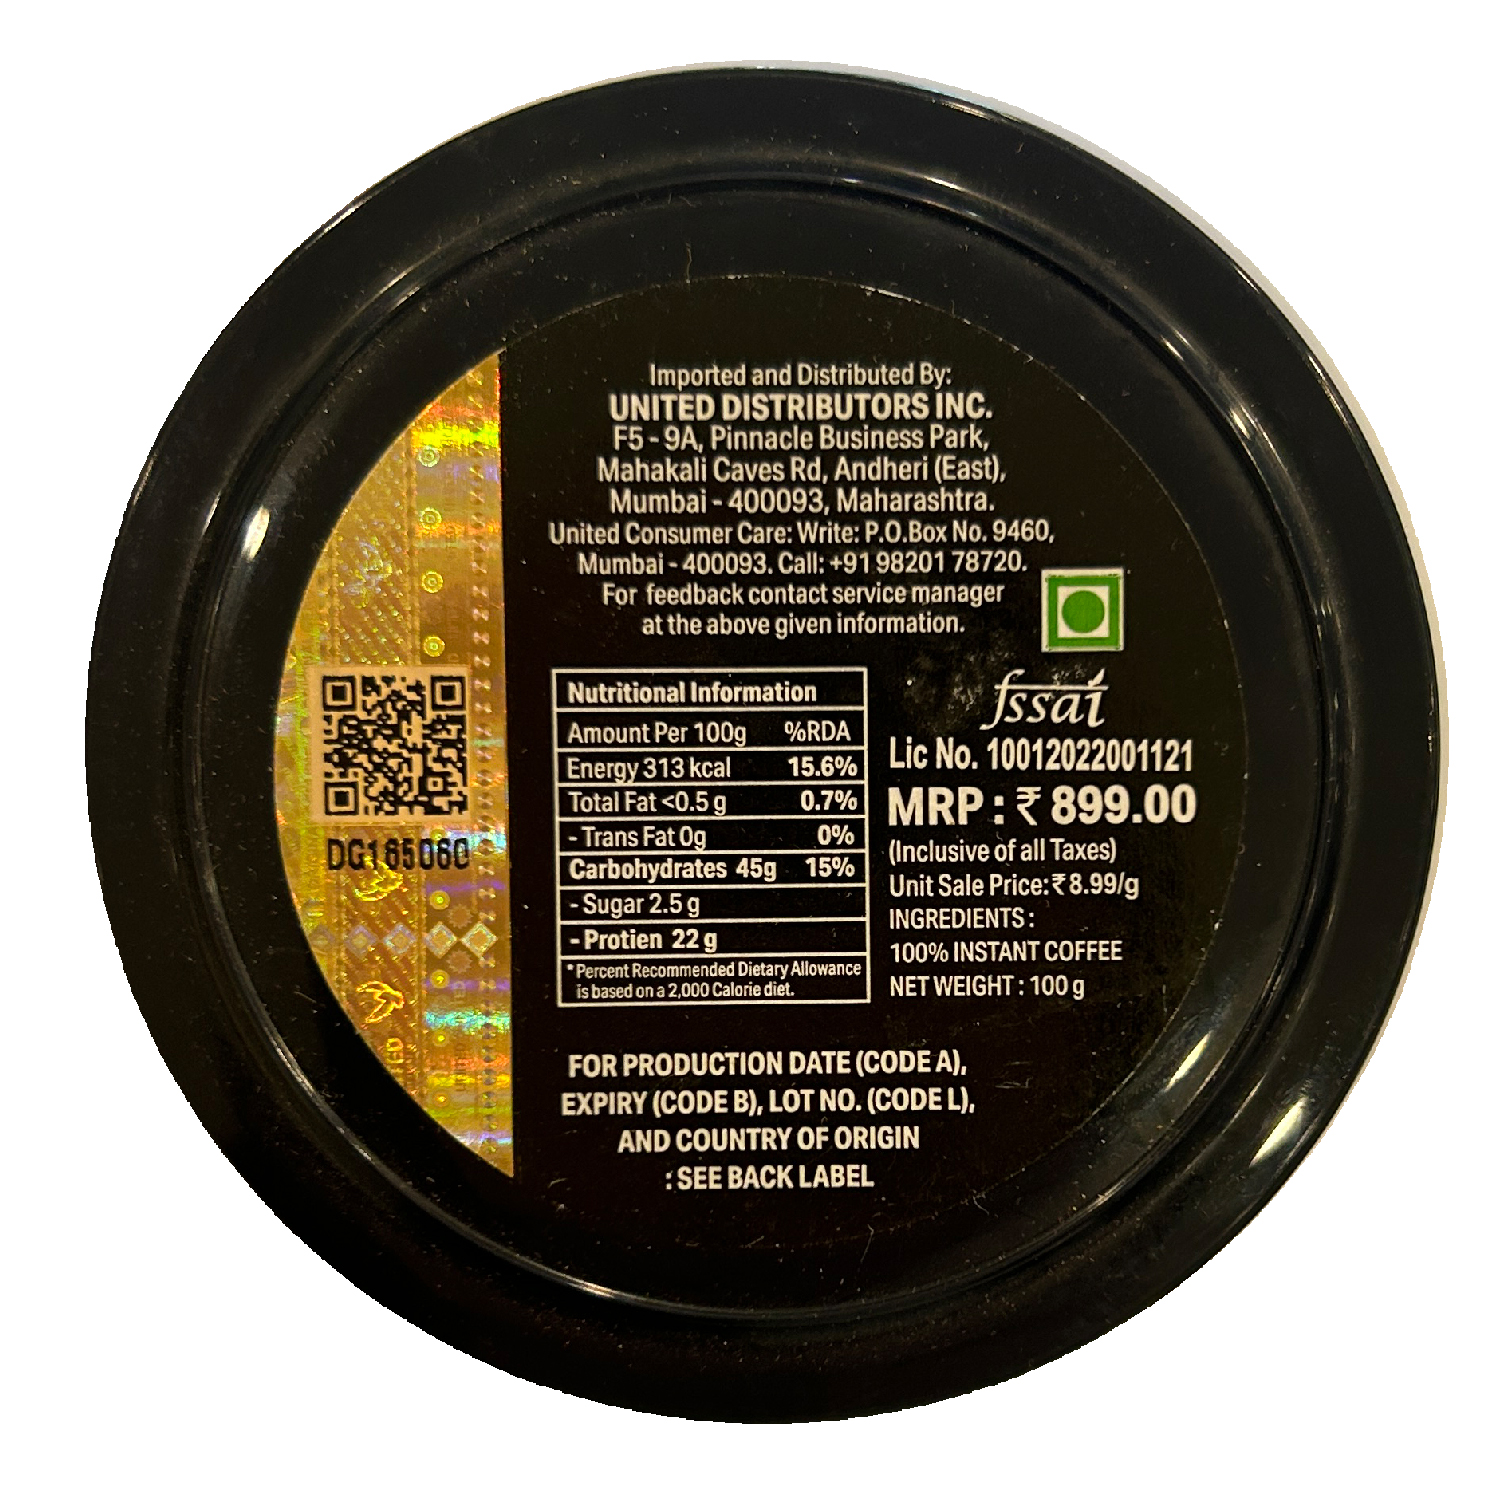 Imported and Distributed By:
UNITED DISTRIBUTORS INC.
F5 - 9A, Pinnacle Business Park,
Mahakali Caves Rd, Andheri (East),
Mumbai - 400093, Maharashtra.
United Consumer Care: Write: P.O.Box No. 9460,
Mumbai - 400093. Call: +91 98201 78720.
For feedback contact service manager
at the above given information.
Nutritional Information
Amount Per 100g %RDA
Energy 313 kcal 15.6%
Total Fat <0.5 g 0.7%
- Trans Fat 0g 0%
Carbohydrates 45g 15%
- Sugar 2.5 g
- Protien 22 g
* Percent Recommended Dietary Allowance
is based on a 2,000 Calorie diet.
fssai
Lic No. 10012022001121
MRP : ₹ 899.00
(Inclusive of all Taxes)
Unit Sale Price:₹ 8.99/g
INGREDIENTS :
100% INSTANT COFFEE
NET WEIGHT : 100 g
DG165060
FOR PRODUCTION DATE (CODE A),
EXPIRY (CODE B), LOT NO. (CODE L),
AND COUNTRY OF ORIGIN
: SEE BACK LABEL